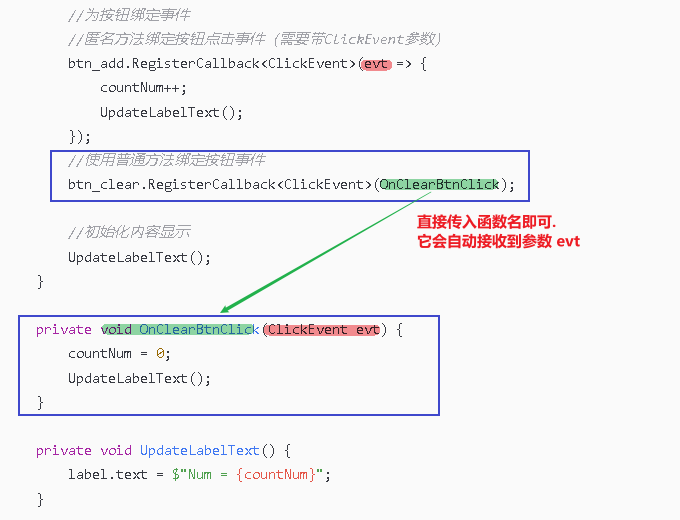 //为按钮绑定事件
//匿名方法绑定按钮点击事件 (需要带ClickEvent参数)
btn_add.RegisterCallback<ClickEvent>(evt => {
countNum++;
UpdateLabelText();
});
//使用普通方法绑定按钮事件
btn_clear.RegisterCallback<ClickEvent>(OnClearBtnClick);
直接传入函数名即可.
它会自动接收到参数 evt
//初始化内容显示
UpdateLabelText();
}
private void OnClearBtnClick(ClickEvent evt) {
countNum = 0;
UpdateLabelText();
}
private void UpdateLabelText() {
label.text = $"Num = {countNum}";
}